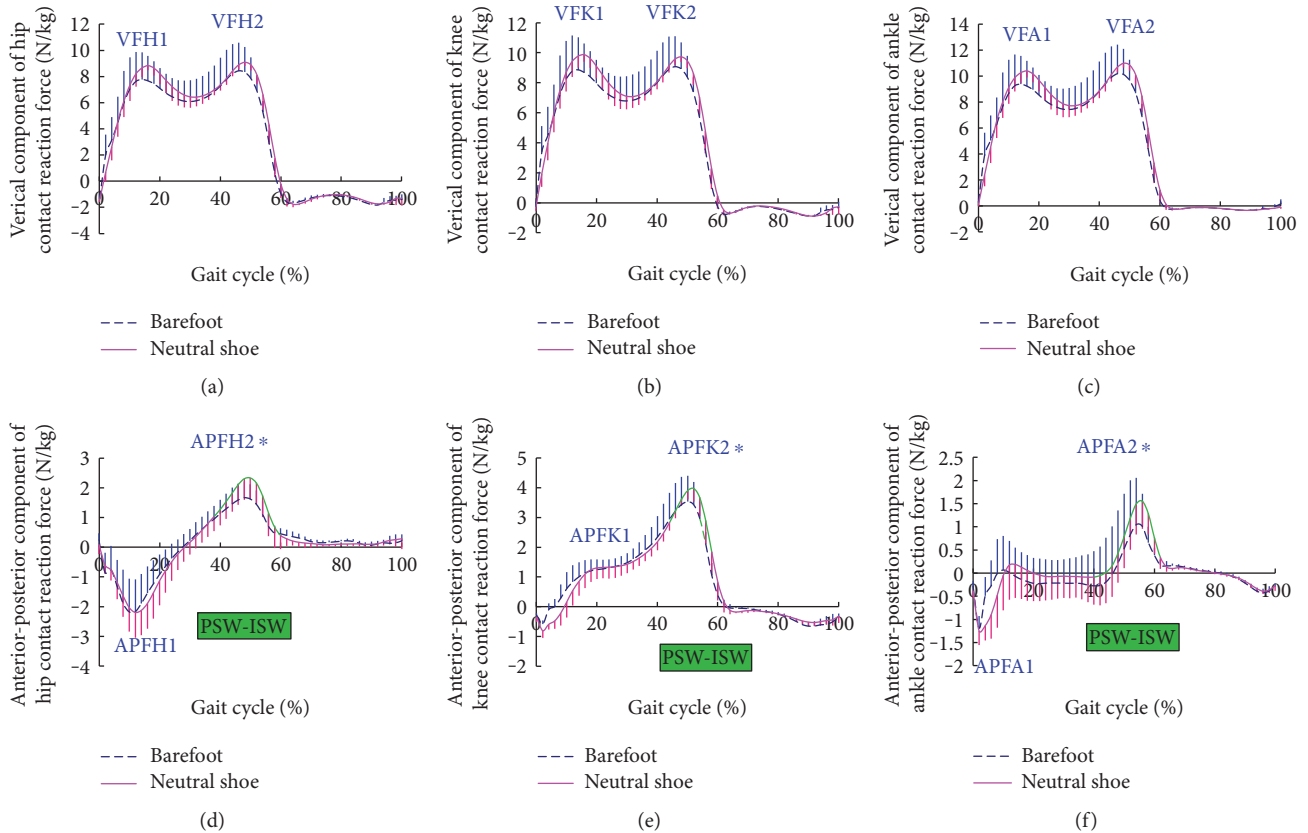 Verical component of hip
contact reaction force (N/kg)
12
10
8
6
4
2
0
−2
−4
VFH1
VFH2
0 20 40 60 80 100
Gait cycle (%)
Barefoot
Neutral shoe
(a)
Verical component of knee
contact reaction force (N/kg)
12
10
8
6
4
2
0
−2
VFK1
VFK2
0 20 40 60 80 100
Gait cycle (%)
Barefoot
Neutral shoe
(b)
Verical component of ankle
contact reaction force (N/kg)
14
12
10
8
6
4
2
0
−2
VFA1
VFA2
0 20 40 60 80 100
Gait cycle (%)
Barefoot
Neutral shoe
(c)
Anterior-posterior component of
hip contact reaction force (N/kg)
3
2
1
0
−1
−2
−3
−4
APFH2 *
0 20 40 60 80 100
PSW-ISW
APFH1
Gait cycle (%)
Barefoot
Neutral shoe
(d)
Anterior-posterior component of
knee contact reaction force (N/kg)
5
4
3
2
1
0
−1
−2
APFK2 *
APFK1
0 20 40 60 80 100
PSW-ISW
Gait cycle (%)
Barefoot
Neutral shoe
(e)
Anterior-posterior component of
ankle contact reaction force (N/kg)
2.5
2
1.5
1
0.5
0
−0.5
−1
−1.5
−2
APFA2 *
0 20 40 60 80 100
PSW-ISW
APFA1
Gait cycle (%)
Barefoot
Neutral shoe
(f)